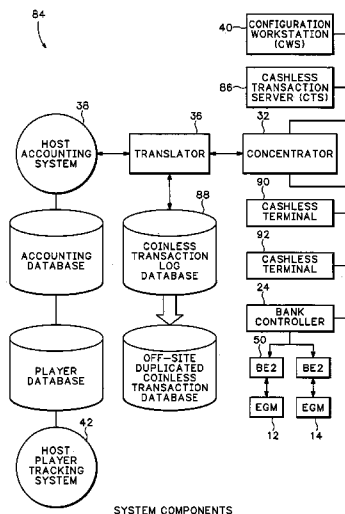 84
40
CONFIGURATION
WORKSTATION
(CWS)
86
CASHLESS
TRANSACTION
SERVER (CTS)
38
HOST
ACCOUNTING
SYSTEM
36
TRANSLATOR
32
CONCENTRATOR
88
ACCOUNTING
DATABASE
COINLESS
TRANSACTION
LOG
DATABASE
90
CASHLESS
TERMINAL
92
CASHLESS
TERMINAL
24
BANK
CONTROLLER
PLAYER
DATABASE
OFF-SITE
DUPLICATED
COINLESS
TRANSACTION
DATABASE
50
BE2
BE2
EGM
EGM
12
14
42
HOST
PLAYER
TRACKING
SYSTEM
SYSTEM COMPONENTS